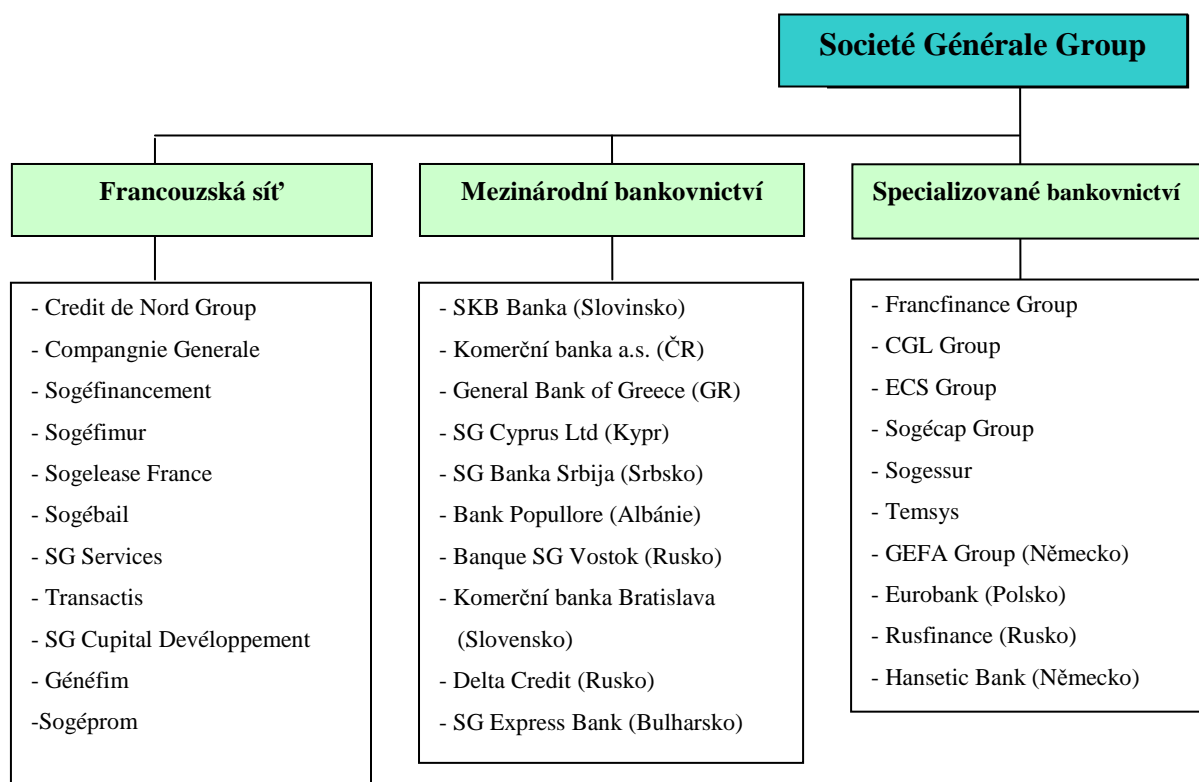 Societé Générale Group
Francouzská síť
- Credit de Nord Group
- Compangnie Generale
- Sogéfinancement
- Sogéfimur
- Sogelease France
- Sogébail
- SG Services
- Transactis
- SG Cupital Devéloppement
- Généfim
-Sogéprom
Mezinárodní bankovnictví
- SKB Banka (Slovinsko)
- Komerční banka a.s. (ČR)
- General Bank of Greece (GR)
- SG Cyprus Ltd (Kypr)
- SG Banka Srbija (Srbsko)
- Bank Popullore (Albánie)
- Banque SG Vostok (Rusko)
- Komerční banka Bratislava
(Slovensko)
- Delta Credit (Rusko)
- SG Express Bank (Bulharsko)
Specializované bankovnictví
- Francfinance Group
- CGL Group
- ECS Group
- Sogécap Group
- Sogessur
- Temsys
- GEFA Group (Německo)
- Eurobank (Polsko)
- Rusfinance (Rusko)
- Hansetic Bank (Německo)